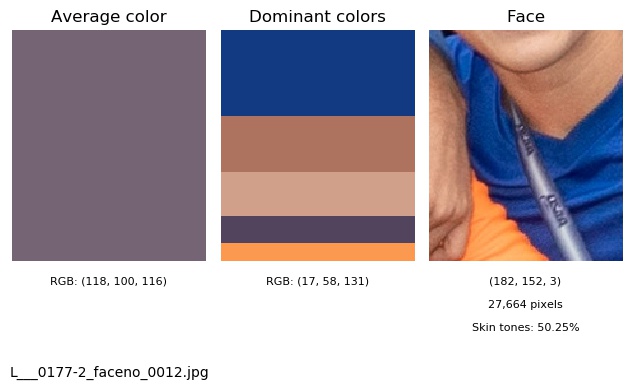 Average color
Dominant colors
Face
RGB: (118, 100, 116)
RGB: (17, 58, 131)
(182, 152, 3)
27,664 pixels
Skin tones: 50.25%
L___0177-2_faceno_0012.jpg